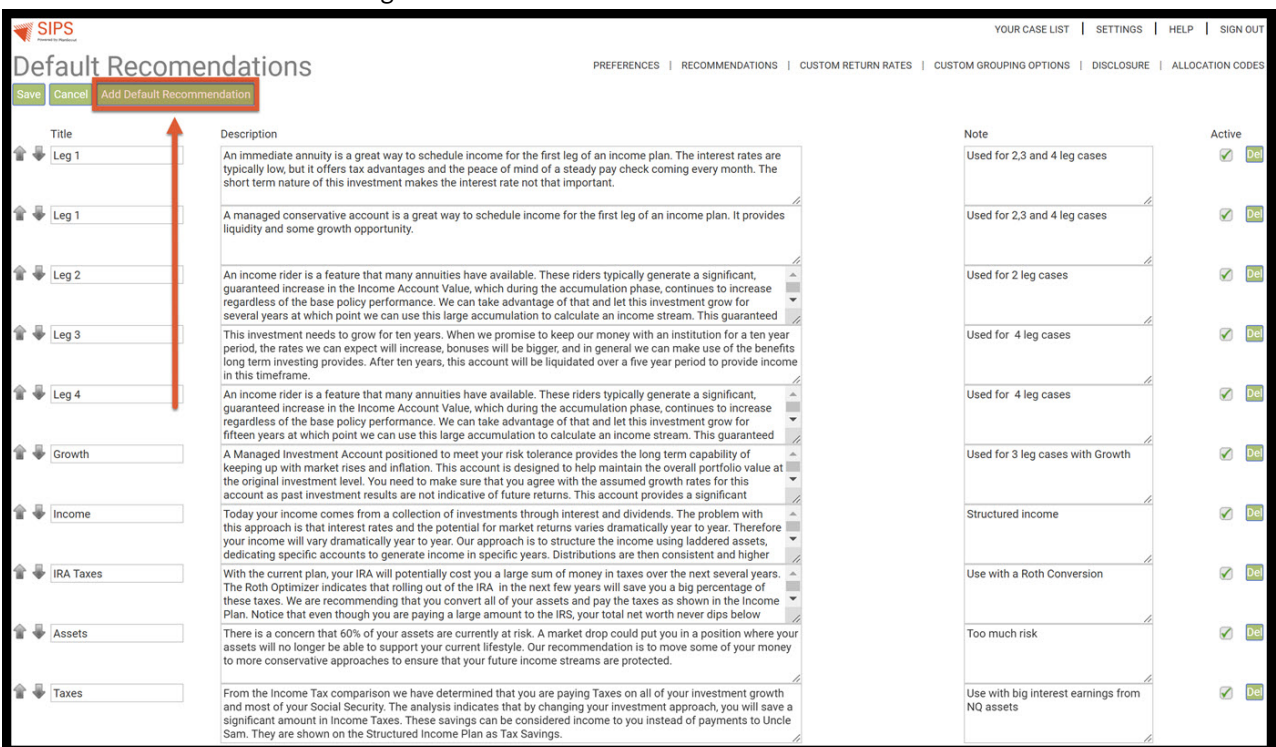 SIPS
YOUR CASE LIST | SETTINGS | HELP | SIGN OUT
Default Recomendations
PREFERENCES | RECOMMENDATIONS | CUSTOM RETURN RATES | CUSTOM GROUPING OPTIONS | DISCLOSURE | ALLOCATION CODES
Save Cancel Add Default Recommendation
Title Description Note Active
Leg 1
An immediate annuity is a great way to schedule income for the first leg of an income plan. The interest rates are
typically low, but it offers tax advantages and the peace of mind of a steady pay check coming every month. The
short term nature of this investment makes the interest rate not that important.
Used for 2,3 and 4 leg cases
Del
Leg 1
A managed conservative account is a great way to schedule income for the first leg of an income plan. It provides
liquidity and some growth opportunity.
Used for 2,3 and 4 leg cases
Del
Leg 2
An income rider is a feature that many annuities have available. These riders typically generate a significant,
guaranteed increase in the Income Account Value, which during the accumulation phase, continues to increase
regardless of the base policy performance. We can take advantage of that and let this investment grow for
several years at which point we can use this large accumulation to calculate an income stream. This guaranteed
Used for 2 leg cases
Del
Leg 3
This investment needs to grow for ten years. When we promise to keep our money with an institution for a ten year
period, the rates we can expect will increase, bonuses will be bigger, and in general we can make use of the benefits
long term investing provides. After ten years, this account will be liquidated over a five year period to provide income
in this timeframe.
Used for 4 leg cases
Del
Leg 4
An income rider is a feature that many annuities have available. These riders typically generate a significant,
guaranteed increase in the Income Account Value, which during the accumulation phase, continues to increase
regardless of the base policy performance. We can take advantage of that and let this investment grow for
fifteen years at which point we can use this large accumulation to calculate an income stream. This guaranteed
Used for 4 leg cases
Del
Growth
A Managed Investment Account positioned to meet your risk tolerance provides the long term capability of
keeping up with market rises and inflation. This account is designed to help maintain the overall portfolio value at
the original investment level. You need to make sure that you agree with the assumed growth rates for this
account as past investment results are not indicative of future returns. This account provides a significant
Used for 3 leg cases with Growth
Del
Income
Today your income comes from a collection of investments through interest and dividends. The problem with
this approach is that interest rates and the potential for market returns varies dramatically year to year. Therefore
your income will vary dramatically year to year. Our approach is to structure the income using laddered assets,
dedicating specific accounts to generate income in specific years. Distributions are then consistent and higher
Structured income
Del
IRA Taxes
With the current plan, your IRA will potentially cost you a large sum of money in taxes over the next several years.
The Roth Optimizer indicates that rolling out of the IRA in the next few years will save you a big percentage of
these taxes. We are recommending that you convert all of your assets and pay the taxes as shown in the Income
Plan. Notice that even though you are paying a large amount to the IRS, your total net worth never dips below
Use with a Roth Conversion
Del
Assets
There is a concern that 60% of your assets are currently at risk. A market drop could put you in a position where your
assets will no longer be able to support your current lifestyle. Our recommendation is to move some of your money
to more conservative approaches to ensure that your future income streams are protected.
Too much risk
Del
Taxes
From the Income Tax comparison we have determined that you are paying Taxes on all of your investment growth
and most of your Social Security. The analysis indicates that by changing your investment approach, you will save a
significant amount in Income Taxes. These savings can be considered income to you instead of payments to Uncle
Sam. They are shown on the Structured Income Plan as Tax Savings.
Use with big interest earnings from
NQ assets
Del